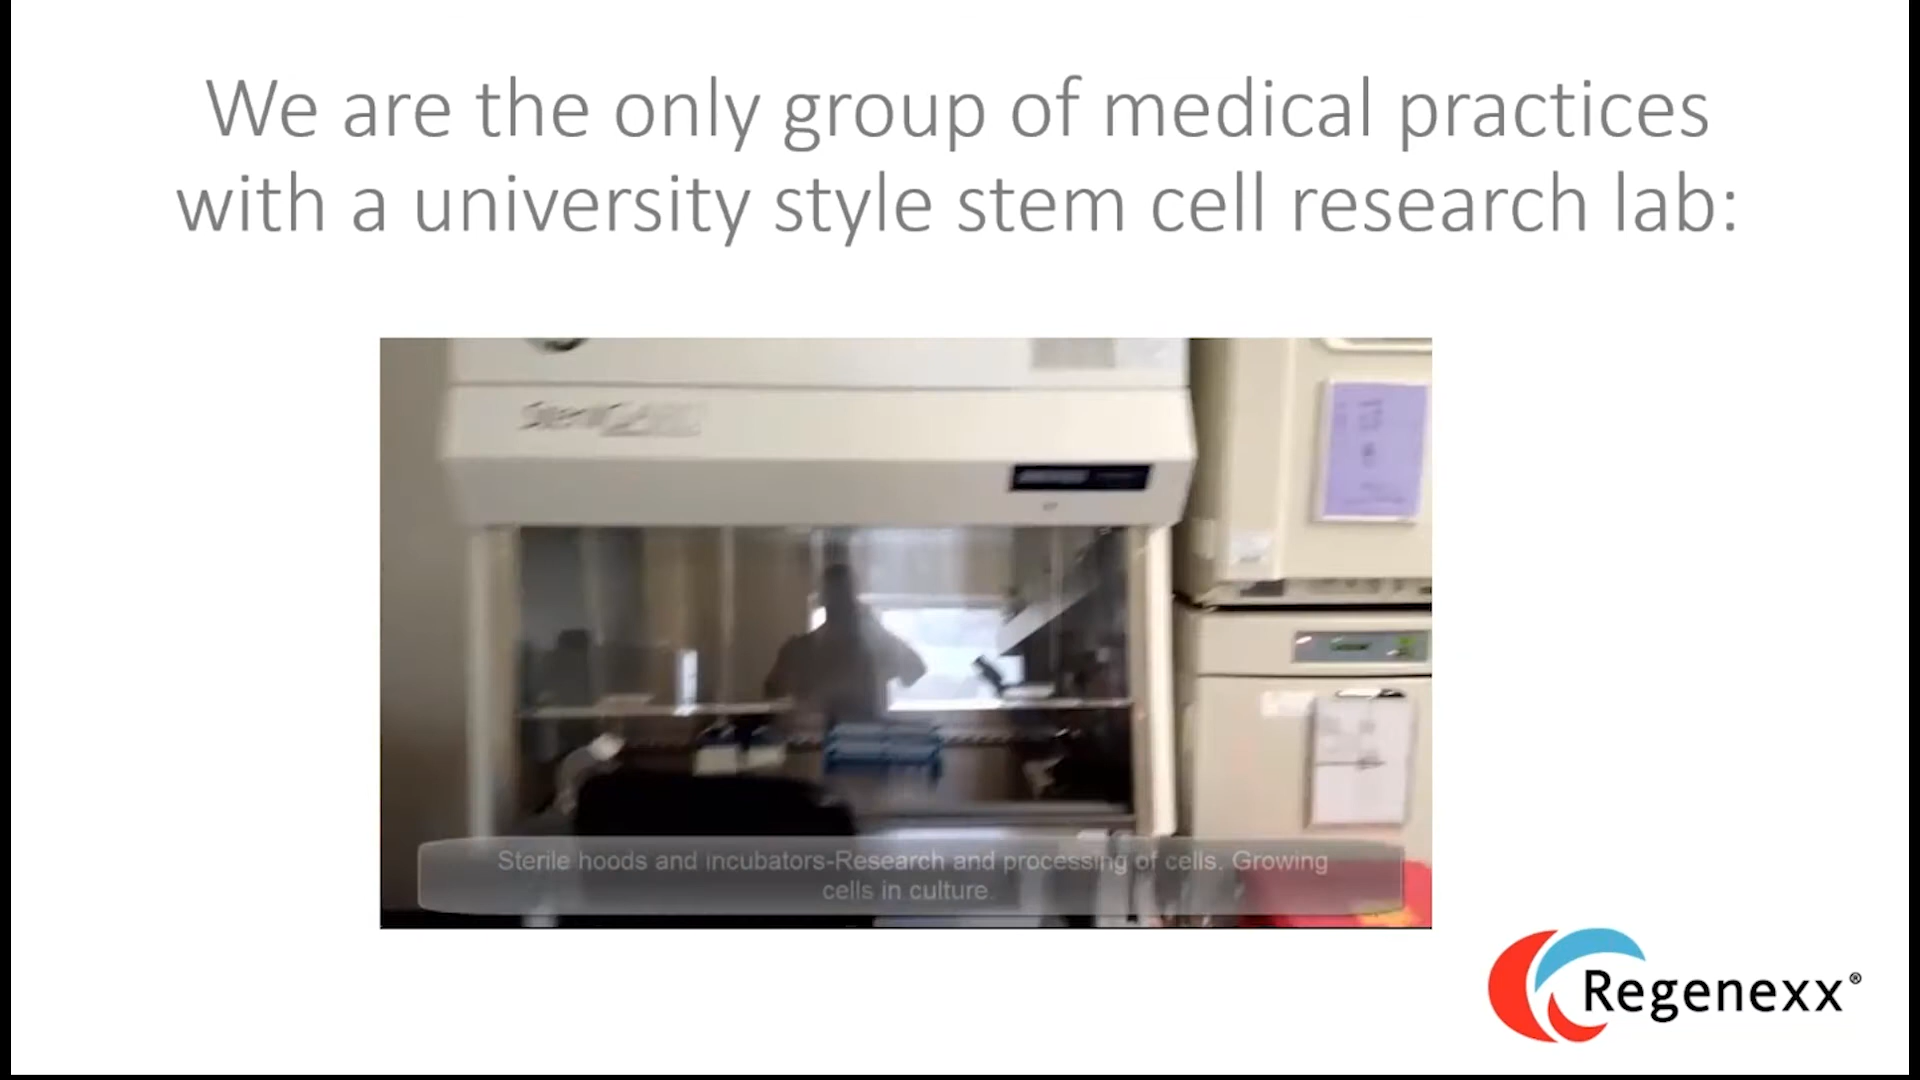 We are the only group of medical practices
with a university style stem cell research lab:
Sterile hoods and incubators-Research and processing of cells. Growing
cells in culture.
Regenexx®